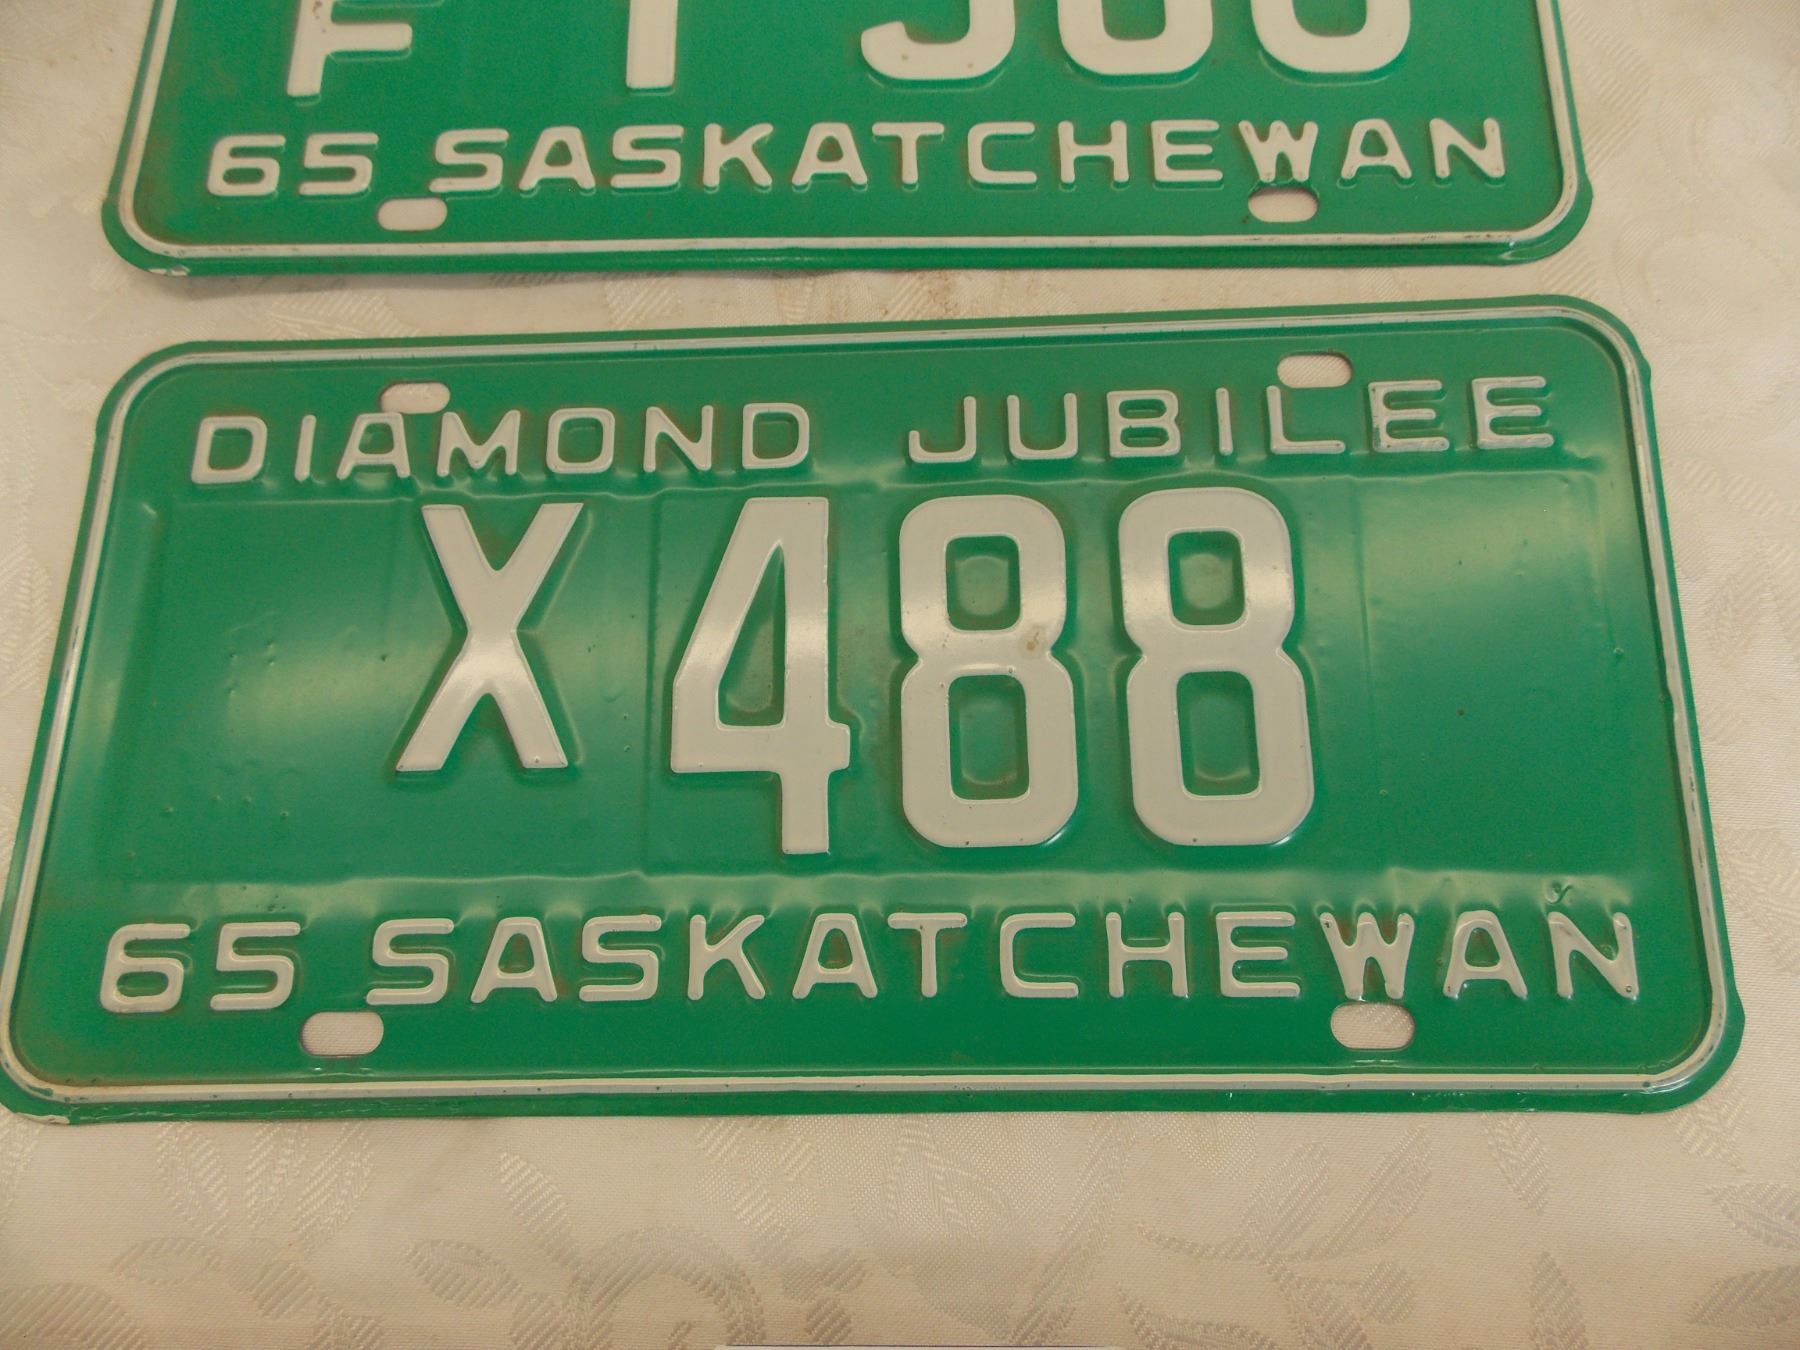 65 SASKATCHEWAN
DIAMOND JUBILEE
X 488
65 SASKATCHEWAN